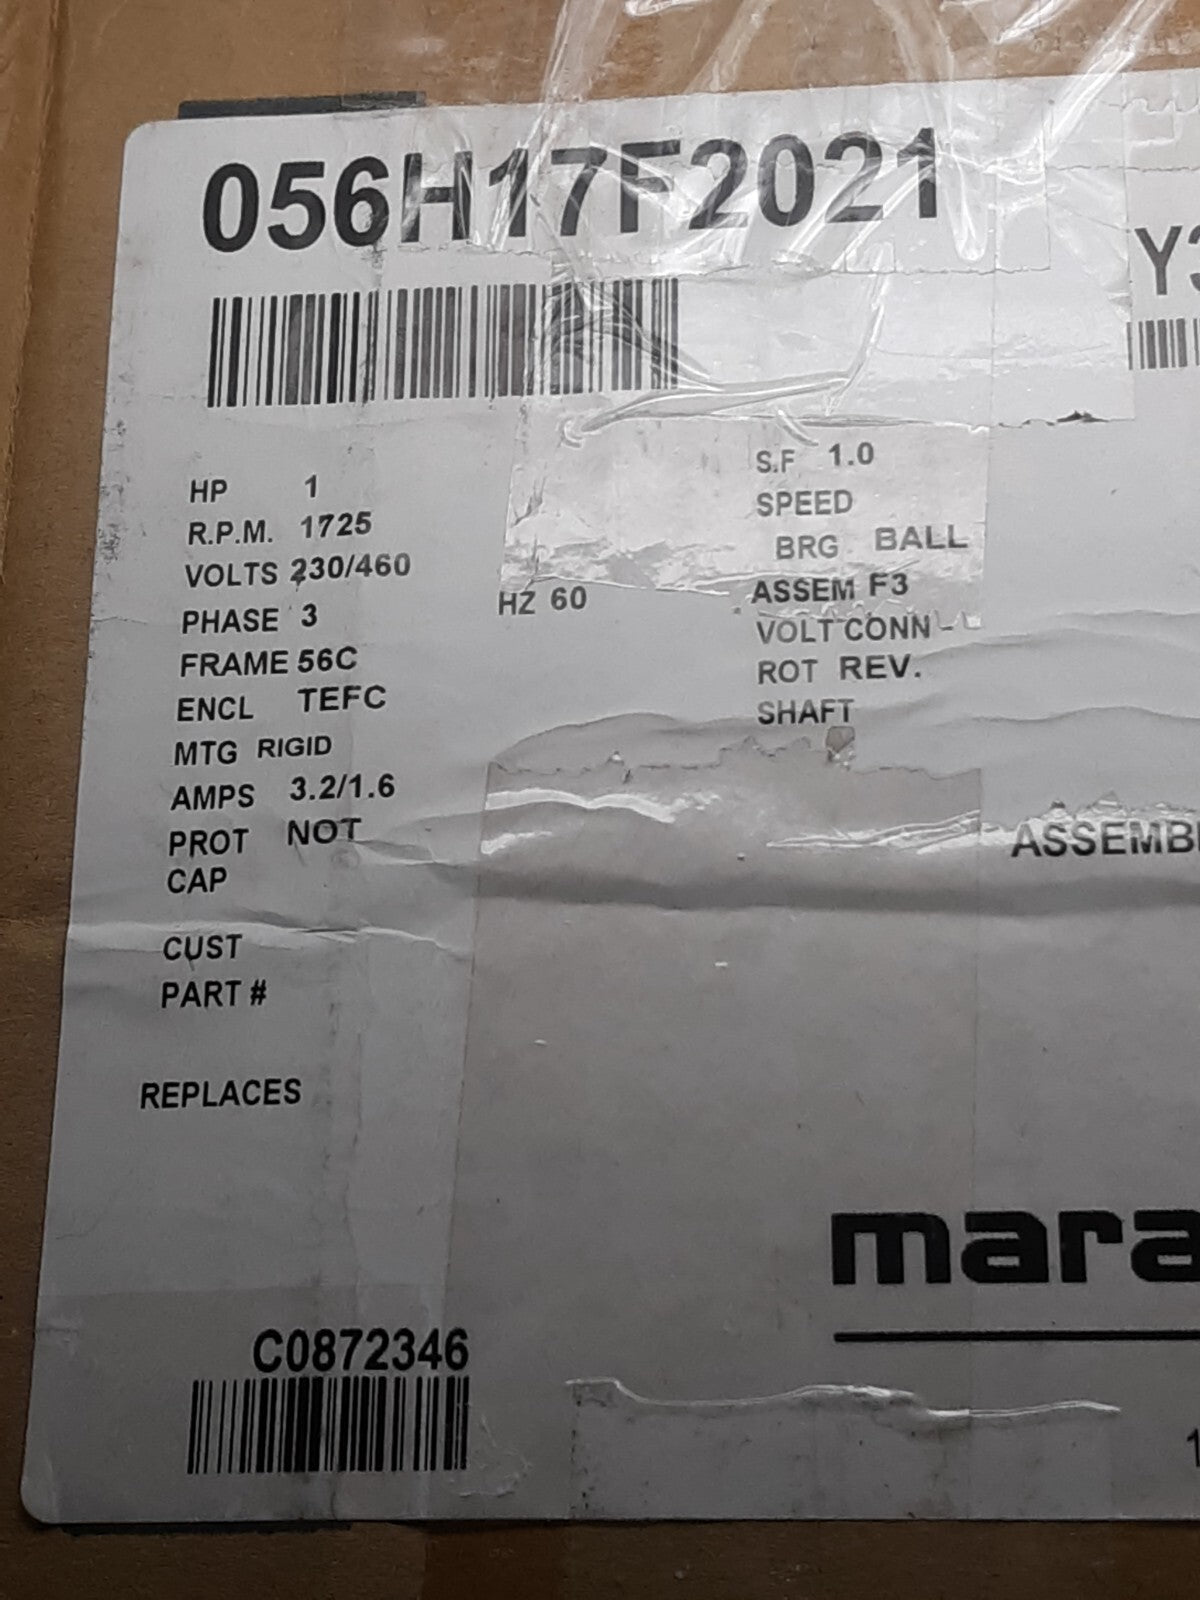 056H17F2021
Y3
HP 1
R.P.M. 1725
VOLTS 230/460
PHASE 3
HZ 60
FRAME 56C
ENCL TEFC
MTG RIGID
AMPS 3.2/1.6
PROT NOT
CAP
CUST
PART #
REPLACES
S.F 1.0
SPEED
BRG BALL
ASSEM F3
VOLT CONN -
ROT REV.
SHAFT
ASSEMB
mara
C0872346
1